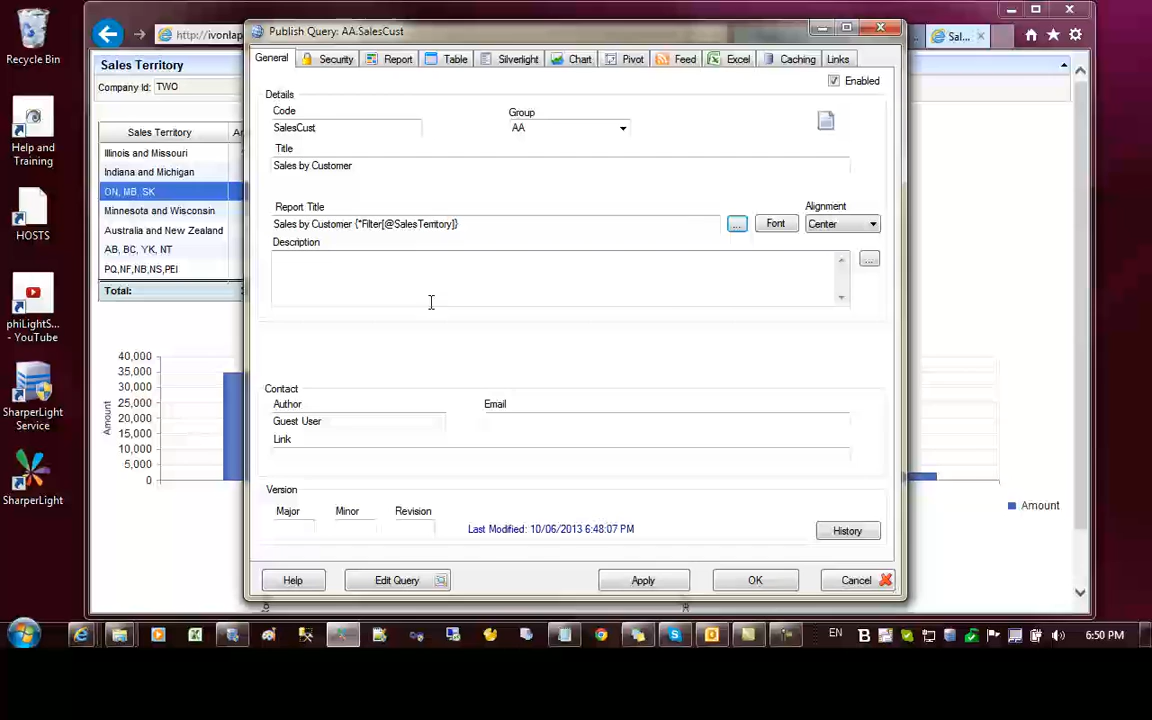 Recycle Bin
Help and
Training
HOSTS
phiLightS...
- YouTube
SharperLight
Service
SharperLight
http://ivonlap
Sal...
Sales Territory
Company Id: TWO
Sales Territory
Illinois and Missouri
Indiana and Michigan
ON, MB, SK
Minnesota and Wisconsin
Australia and New Zealand
AB, BC, YK, NT
PQ,NF,NB,NS,PEI
Total:
40,000
35,000
30,000
25,000
20,000
15,000
10,000
5,000
0
Amount
Amount
Publish Query: AA.SalesCust
General Security Report Table Silverlight Chart Pivot Feed Excel Caching Links
Enabled
Details
Code
Group
SalesCust
AA
Title
Sales by Customer
Report Title
Alignment
Sales by Customer {*Filter[@SalesTerritory]}
...
Font
Center
Description
...
Contact
Author
Email
Guest User
Link
Version
Major
Minor
Revision
Last Modified: 10/06/2013 6:48:07 PM
History
Help
Edit Query
Apply
OK
Cancel
EN
6:50 PM